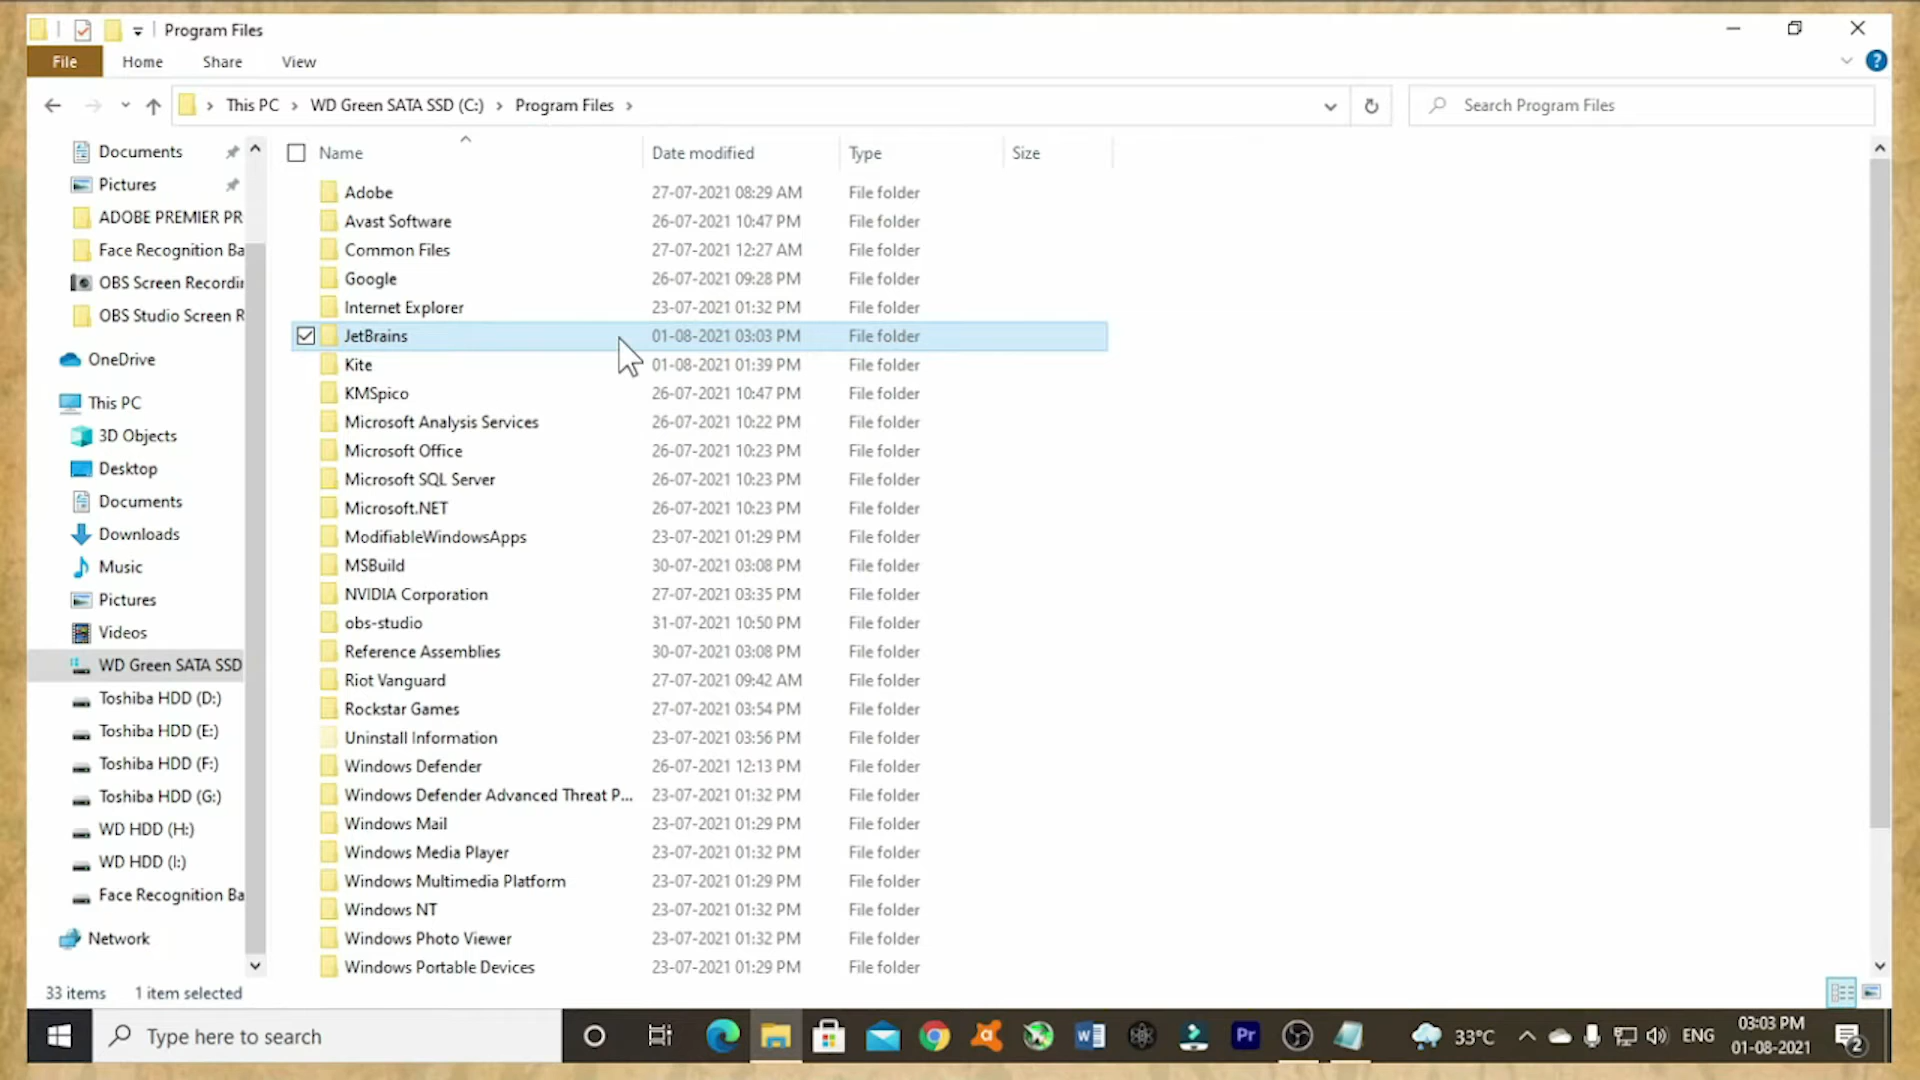 Program Files
File Home Share View
This PC WD Green SATA SSD (C:) Program Files
Search Program Files
Documents
Pictures
ADOBE PREMIER PR
Face Recognition Ba
OBS Screen Recordin
OBS Studio Screen R
OneDrive
This PC
3D Objects
Desktop
Documents
Downloads
Music
Pictures
Videos
WD Green SATA SSD
Toshiba HDD (D:)
Toshiba HDD (E:)
Toshiba HDD (F:)
Toshiba HDD (G:)
WD HDD (H:)
WD HDD (I:)
Face Recognition Ba
Network
Name Date modified Type Size
Adobe 27-07-2021 08:29 AM File folder
Avast Software 26-07-2021 10:47 PM File folder
Common Files 27-07-2021 12:27 AM File folder
Google 26-07-2021 09:28 PM File folder
Internet Explorer 23-07-2021 01:32 PM File folder
JetBrains 01-08-2021 03:03 PM File folder
Kite 01-08-2021 01:39 PM File folder
KMSpico 26-07-2021 10:47 PM File folder
Microsoft Analysis Services 26-07-2021 10:22 PM File folder
Microsoft Office 26-07-2021 10:23 PM File folder
Microsoft SQL Server 26-07-2021 10:23 PM File folder
Microsoft.NET 26-07-2021 10:23 PM File folder
ModifiableWindowsApps 23-07-2021 01:29 PM File folder
MSBuild 30-07-2021 03:08 PM File folder
NVIDIA Corporation 27-07-2021 03:35 PM File folder
obs-studio 31-07-2021 10:50 PM File folder
Reference Assemblies 30-07-2021 03:08 PM File folder
Riot Vanguard 27-07-2021 09:42 AM File folder
Rockstar Games 27-07-2021 03:54 PM File folder
Uninstall Information 23-07-2021 03:56 PM File folder
Windows Defender 26-07-2021 12:13 PM File folder
Windows Defender Advanced Threat P... 23-07-2021 01:32 PM File folder
Windows Mail 23-07-2021 01:29 PM File folder
Windows Media Player 23-07-2021 01:32 PM File folder
Windows Multimedia Platform 23-07-2021 01:29 PM File folder
Windows NT 23-07-2021 01:32 PM File folder
Windows Photo Viewer 23-07-2021 01:32 PM File folder
Windows Portable Devices 23-07-2021 01:29 PM File folder
33 items 1 item selected
Type here to search
Pr
33°C
ENG
03:03 PM
01-08-2021
2